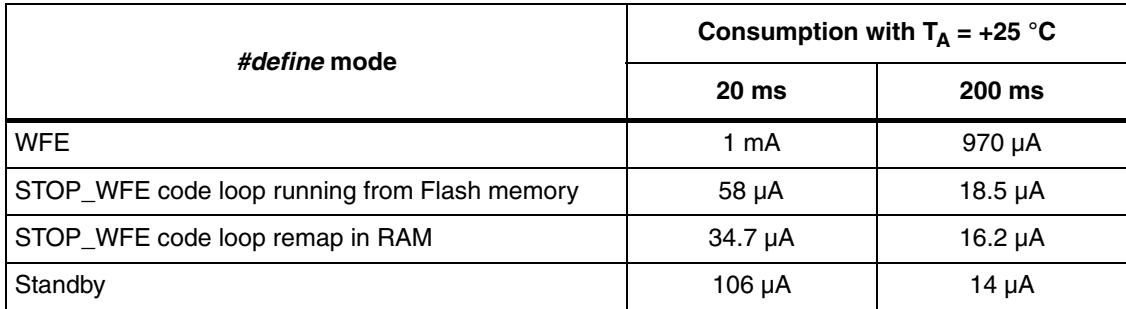 #define mode
Consumption with TA = +25 °C
20 ms
200 ms
WFE
1 mA
970 µA
STOP_WFE code loop running from Flash memory
58 µA
18.5 µA
STOP_WFE code loop remap in RAM
34.7 µA
16.2 µA
Standby
106 µA
14 µA